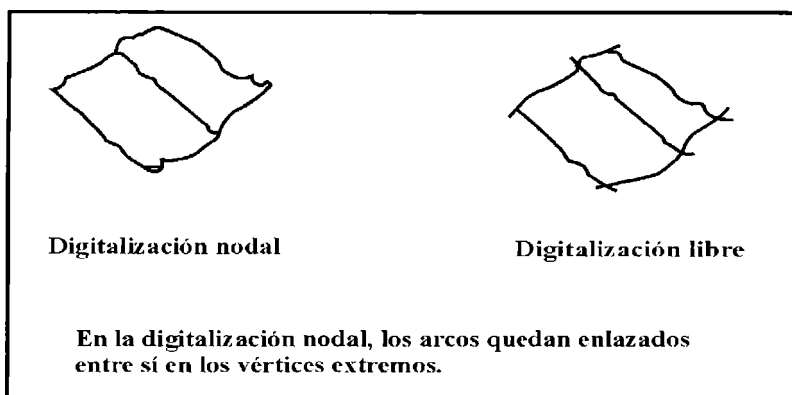 Digitalización nodal
Digitalización libre
En la digitalización nodal, los arcos quedan enlazados
entre sí en los vértices extremos.